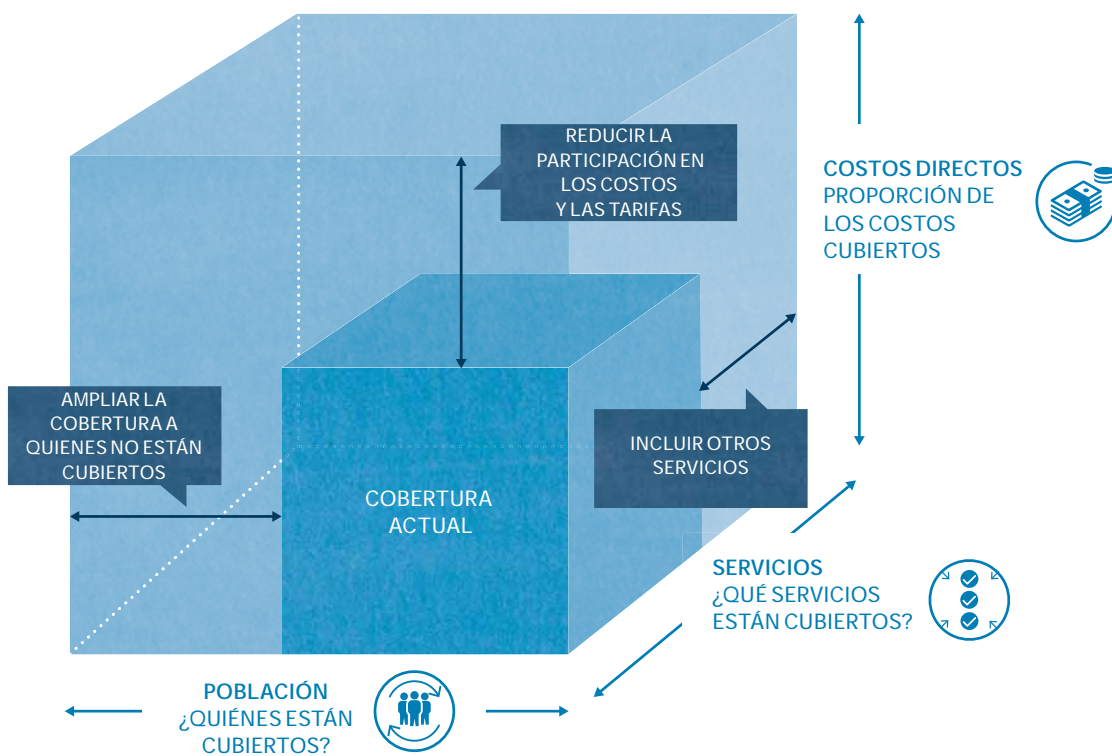 REDUCIR LA
PARTICIPACIÓN EN
LOS COSTOS
Y LAS TARIFAS
COSTOS DIRECTOS
PROPORCIÓN DE
LOS COSTOS
CUBIERTOS
AMPLIAR LA
COBERTURA A
QUIENES NO ESTÁN
CUBIERTOS
INCLUIR OTROS
SERVICIOS
COBERTURA
ACTUAL
SERVICIOS
¿QUÉ SERVICIOS
ESTÁN CUBIERTOS?
POBLACIÓN
¿QUIÉNES ESTÁN
CUBIERTOS?